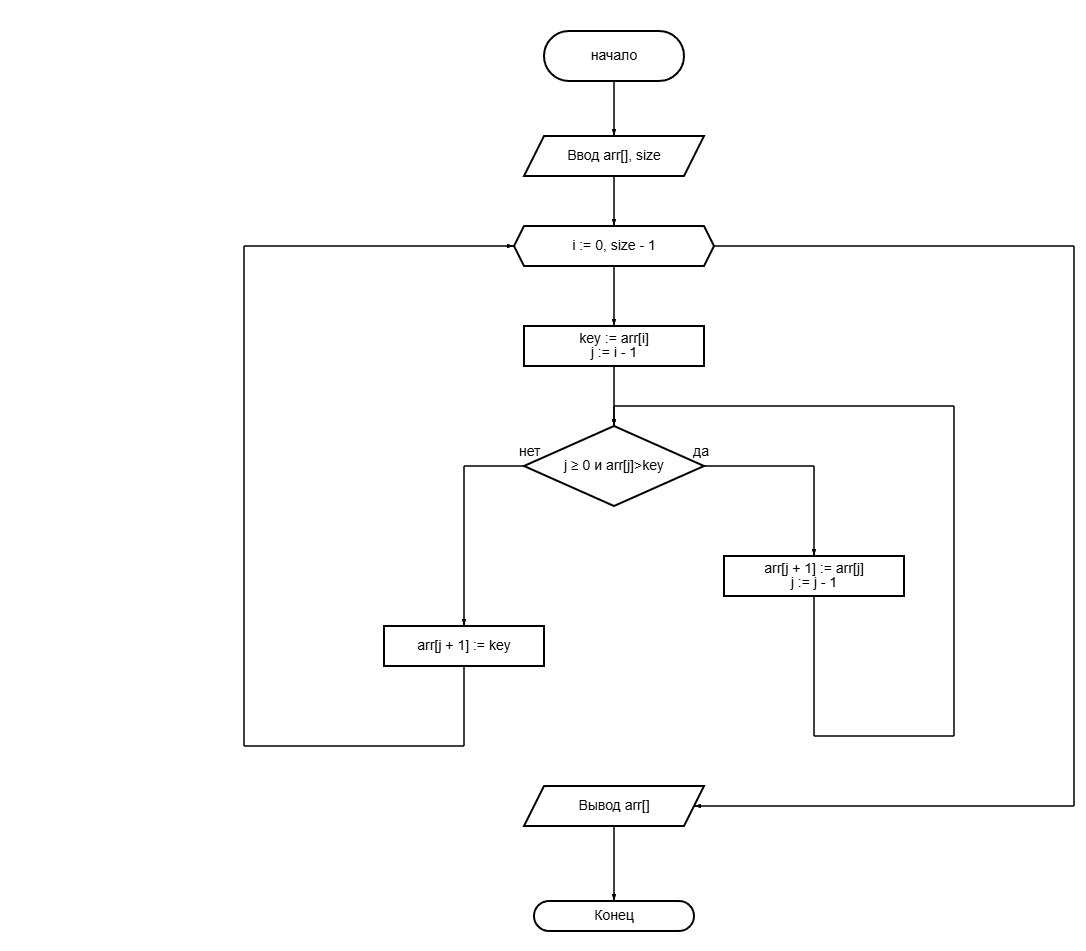 начало
Ввод arr[], size
i := 0, size - 1
key := arr[i]
j := i - 1
нет
j ≥ 0 и arr[j]>key
да
arr[j + 1] := arr[j]
j := j - 1
arr[j + 1] := key
Вывод arr[]
Конец